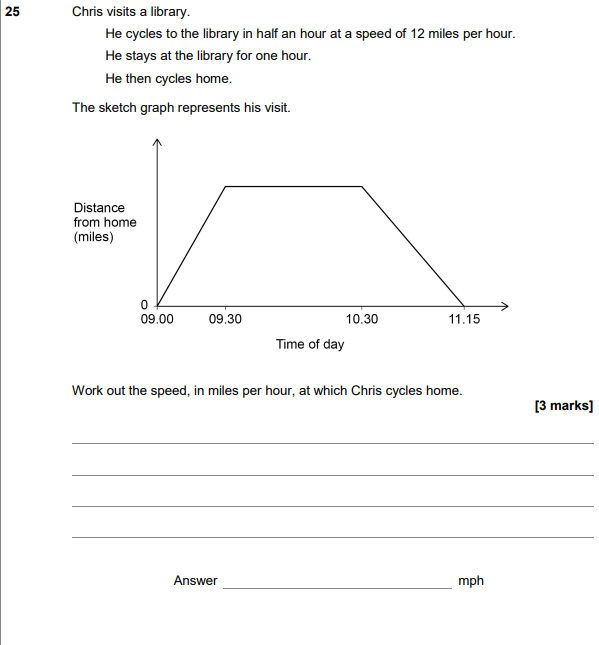 25 Chris visits a library.
He cycles to the library in half an hour at a speed of 12 miles per hour.
He stays at the library for one hour.
He then cycles home.
The sketch graph represents his visit.
Distance
from home
(miles)
0
09.00 09.30 10.30 11.15
Time of day
Work out the speed, in miles per hour, at which Chris cycles home.
[3 marks]
Answer mph